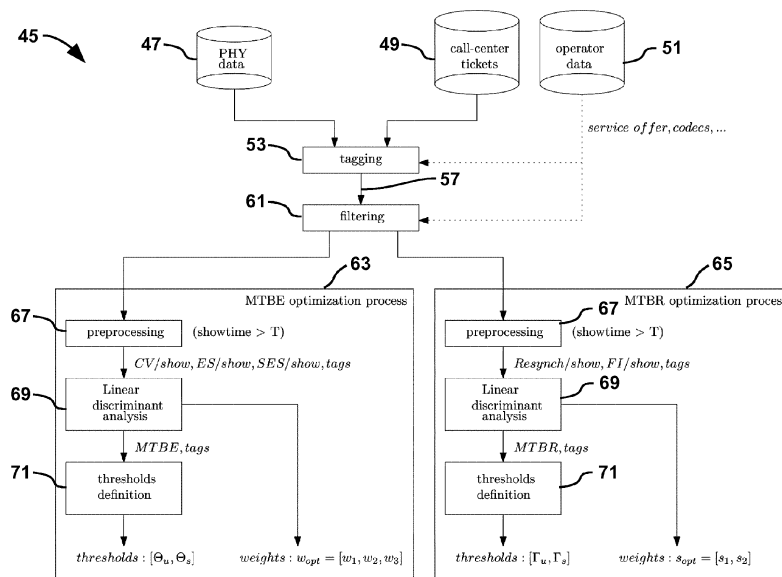 45
47
PHY
data
49
call-center
tickets
operator
data
51
service offer, codecs, ...
53
tagging
57
61
filtering
63
MTBE optimization process
67
preprocessing
(showtime > T)
CV/show, ES/show, SES/show, tags
69
Linear
discriminant
analysis
MTBE, tags
71
thresholds
definition
thresholds : [Θu, Θs]
weights : wopt = [w1, w2, w3]
65
MTBR optimization proces
67
preprocessing
(showtime > T)
Resynch/show, FI/show, tags
69
Linear
discriminant
analysis
MTBR, tags
71
thresholds
definition
thresholds : [Γu, Γs]
weights : sopt = [s1, s2]